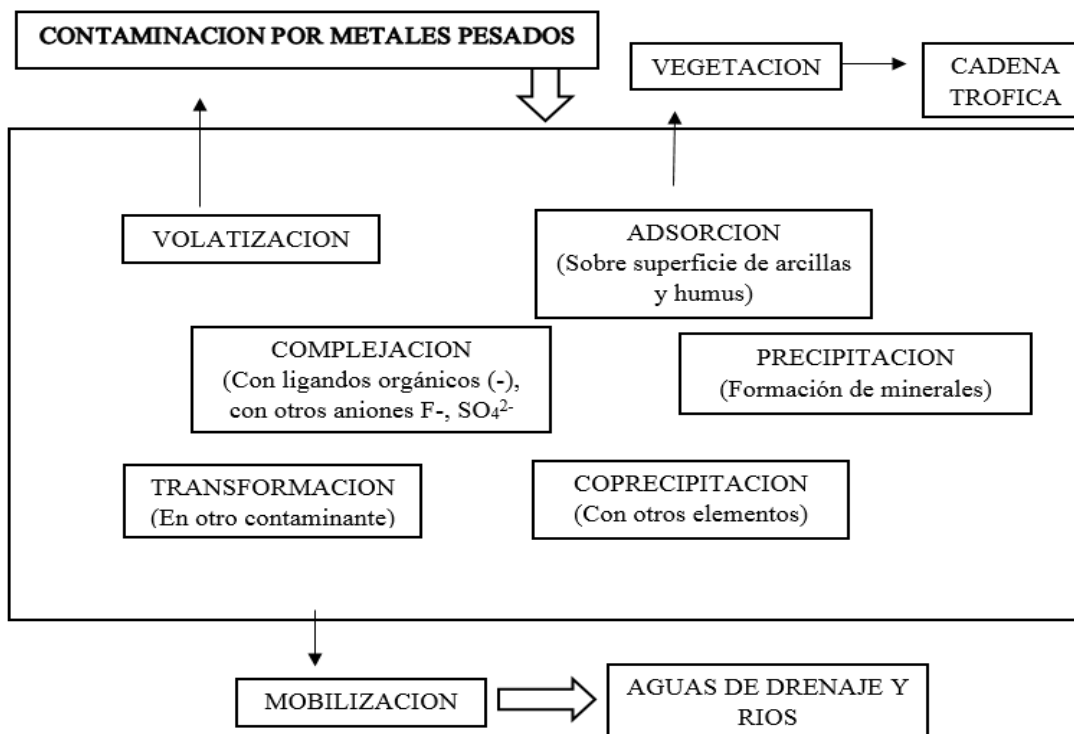 CONTAMINACION POR METALES PESADOS
VEGETACION
CADENA
TROFICA
VOLATIZACION
ADSORCION
(Sobre superficie de arcillas
y humus)
COMPLEJACION
(Con ligandos orgánicos (-),
con otros aniones F-, SO₄²⁻
PRECIPITACION
(Formación de minerales)
TRANSFORMACION
(En otro contaminante)
COPRECIPITACION
(Con otros elementos)
MOBILIZACION
AGUAS DE DRENAJE Y
RIOS